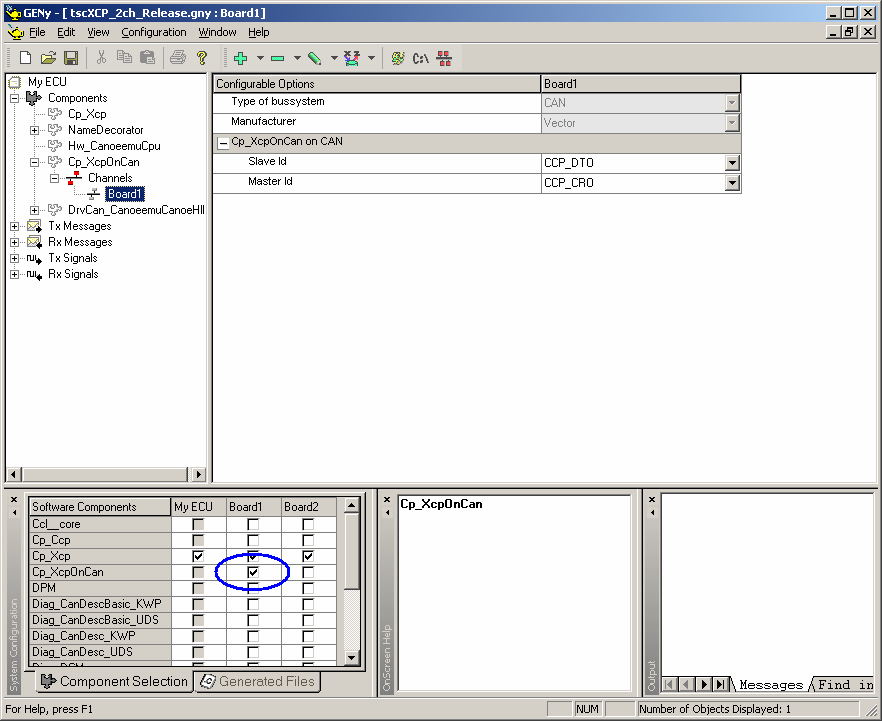 GENy - [ tscXCP_2ch_Release.gny : Board1]
File Edit View Configuration Window Help
C:\
My ECU
Components
Cp_Xcp
NameDecorator
Hw_CanoeemuCpu
Cp_XcpOnCan
Channels
Board1
DrvCan_CanoeemuCanoeHll
Tx Messages
Rx Messages
Tx Signals
Rx Signals
Configurable Options Board1
Type of bussystem CAN
Manufacturer Vector
Cp_XcpOnCan on CAN
Slave Id CCP_DTO
Master Id CCP_CRO
System Configuration
Software Components My ECU Board1 Board2
Ccl__core
Cp_Ccp
Cp_Xcp
Cp_XcpOnCan
DPM
Diag_CanDescBasic_KWP
Diag_CanDescBasic_UDS
Diag_CanDesc_KWP
Diag_CanDesc_UDS
Component Selection Generated Files
OnScreen Help
Cp_XcpOnCan
Output
Messages Find in
For Help, press F1
NUM
Number of Objects Displayed: 1